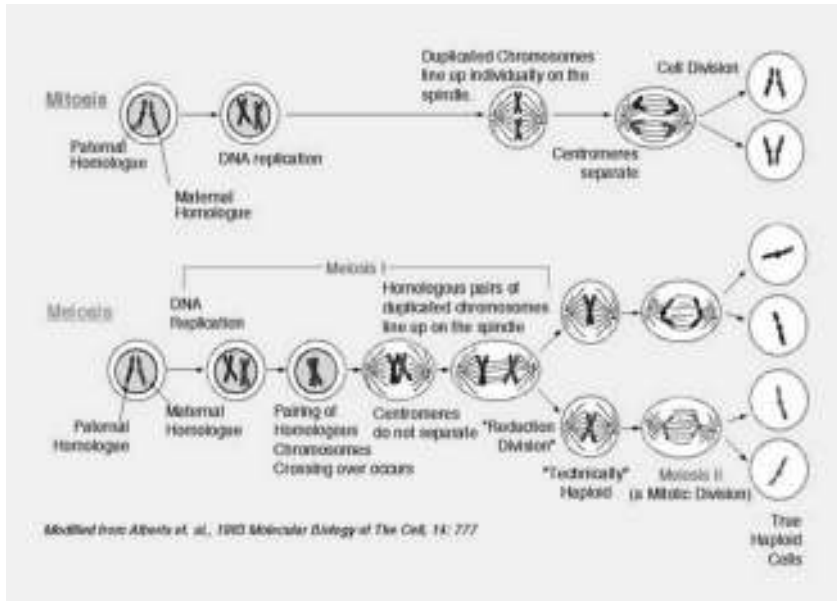 Duplicated Chromosomes
line up individually on the
spindle.
Cell Division
Mitosis
Paternal
Homologue
DNA replication
Centromeres
separate
Maternal
Homologue
Meiosis I
DNA
Replication
Homologous pairs of
duplicated chromosomes
line up on the spindle
Meiosis
Paternal
Homologue
Maternal
Homologue
Pairing of
Homologous
Chromosomes
Crossing over occurs
Centromeres
do not separate
"Reduction
Division"
"Technically"
Haploid
Meiosis II
(a Mitotic Division)
True
Haploid
Cells
Modified from Alberts et. al., 1983 Molecular Biology of The Cell, 14: 777